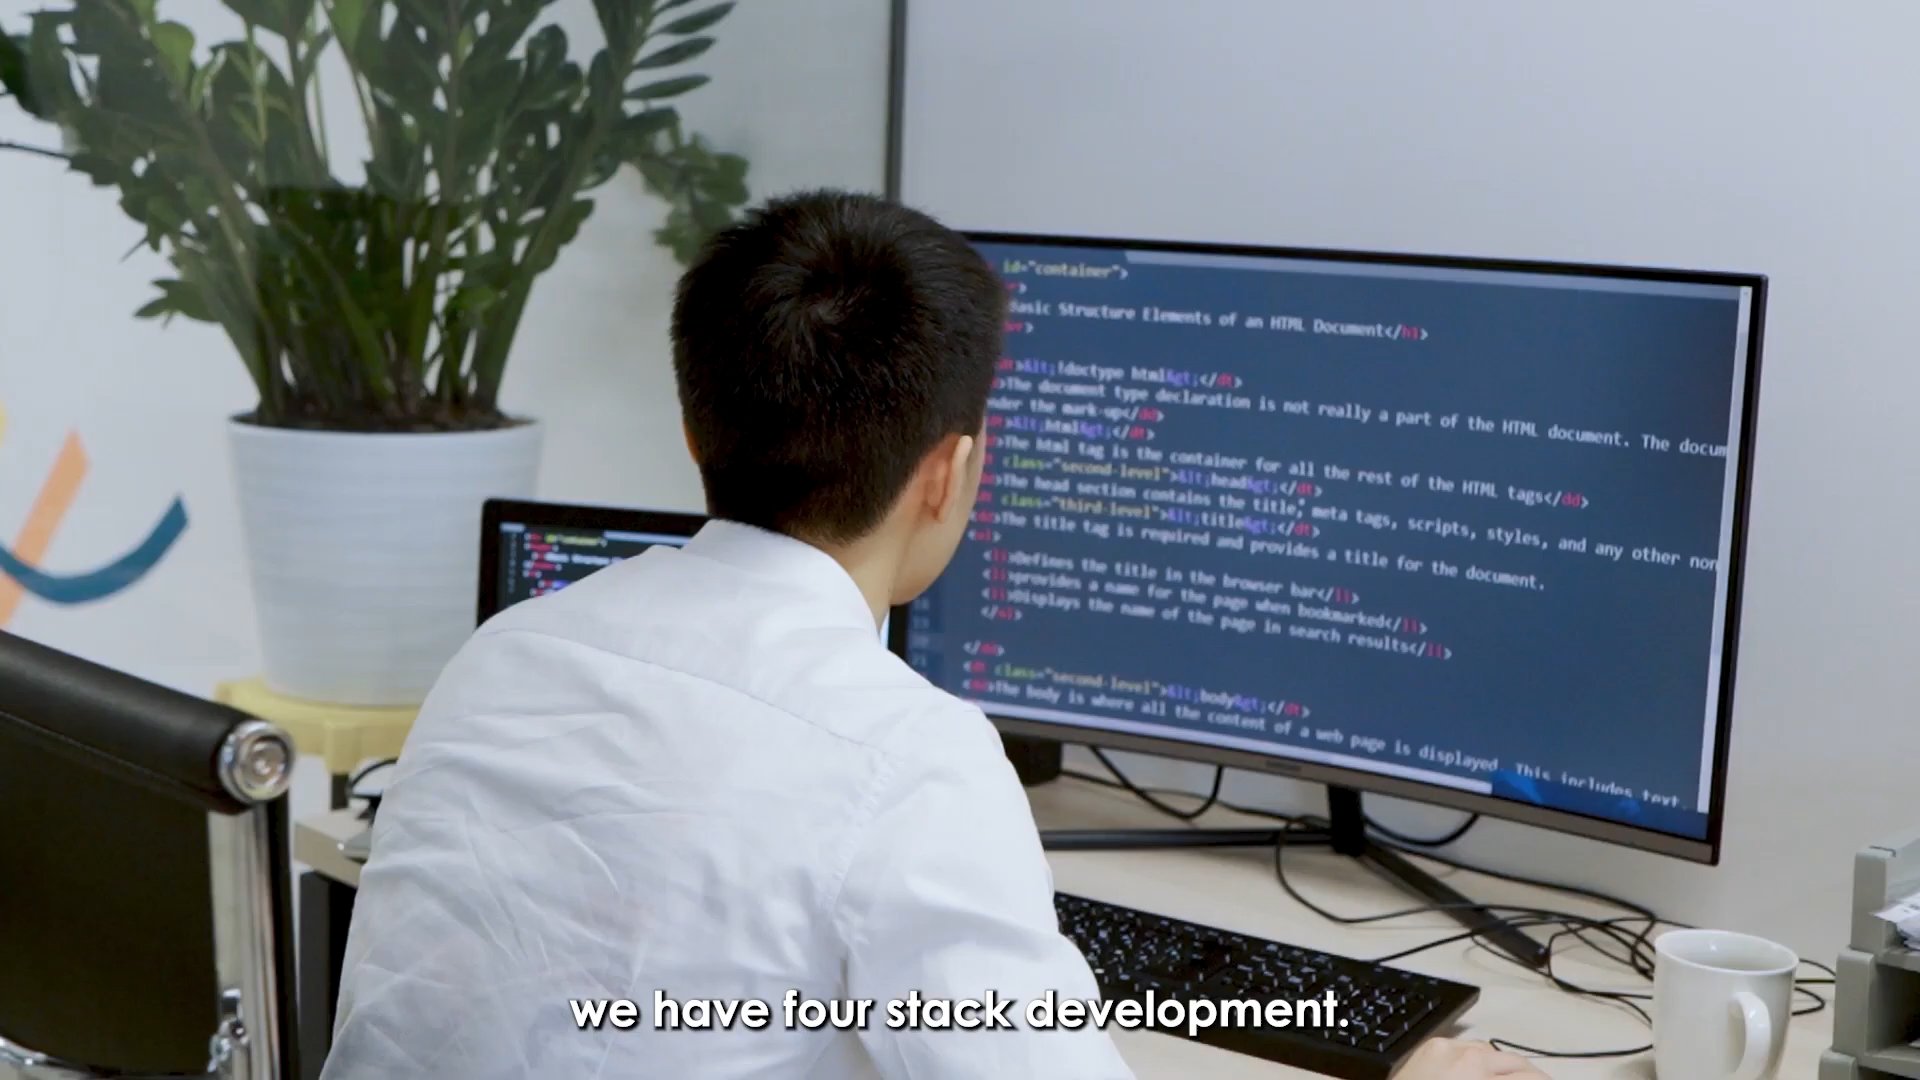 id="container">
Basic Structure Elements of an HTML Document</h1>
&lt;!doctype html&gt;</dt>
>The document type declaration is not really a part of the HTML document. The docum
the mark-up</dd>
&lt;html&gt;</dt>
>The html tag is the container for all the rest of the HTML tags</dd>
class="second-level">&lt;head&gt;</dt>
>The head section contains the title, meta tags, scripts, styles, and any other non
class="third-level">&lt;title&gt;</dt>
<dd>The title tag is required and provides a title for the document.
<ul>
<li>Defines the title in the browser bar</li>
<li>provides a name for the page when bookmarked</li>
<li>Displays the name of the page in search results</li>
</ul>
</dd>
<dt class="second-level">&lt;body&gt;</dt>
<dd>The body is where all the content of a web page is displayed. This includes text,
we have four stack development.